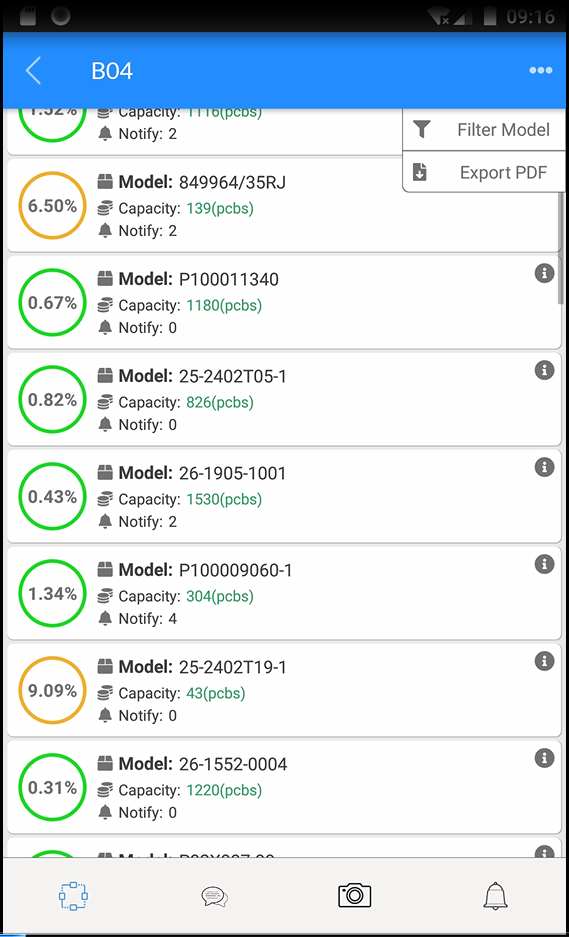 09:16
B04
Filter Model
Export PDF
1.52%
Capacity: 1116(pcbs)
Notify: 2
6.50%
Model: 849964/35RJ
Capacity: 139(pcbs)
Notify: 2
0.67%
Model: P100011340
Capacity: 1180(pcbs)
Notify: 0
0.82%
Model: 25-2402T05-1
Capacity: 826(pcbs)
Notify: 0
0.43%
Model: 26-1905-1001
Capacity: 1530(pcbs)
Notify: 2
1.34%
Model: P100009060-1
Capacity: 304(pcbs)
Notify: 4
9.09%
Model: 25-2402T19-1
Capacity: 43(pcbs)
Notify: 0
0.31%
Model: 26-1552-0004
Capacity: 1220(pcbs)
Notify: 0
Model: